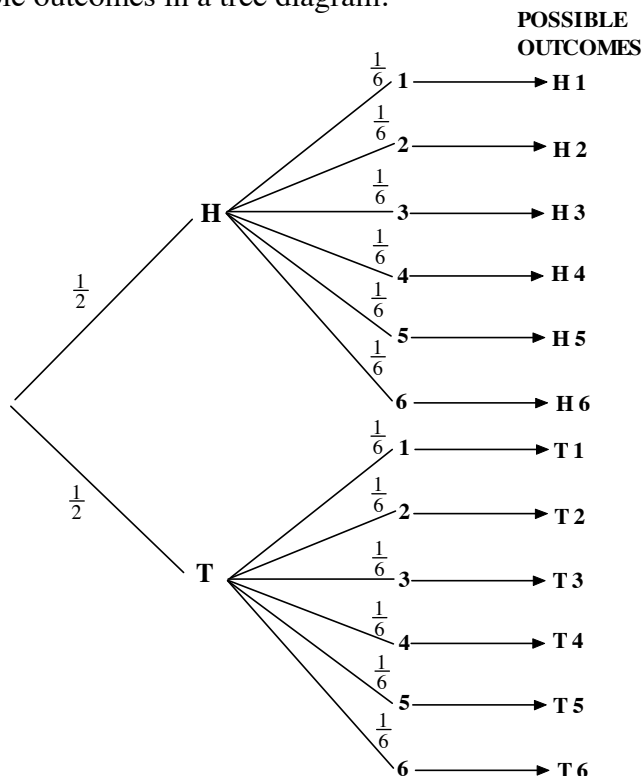 ble outcomes in a tree diagram.
POSSIBLE
OUTCOMES
1/6 1 H 1
1/6 2 H 2
H 1/6 3 H 3
1/6 4 H 4
1/2
1/6 5 H 5
1/6 6 H 6
1/6 1 T 1
1/2
1/6 2 T 2
T 1/6 3 T 3
1/6 4 T 4
1/6 5 T 5
1/6 6 T 6